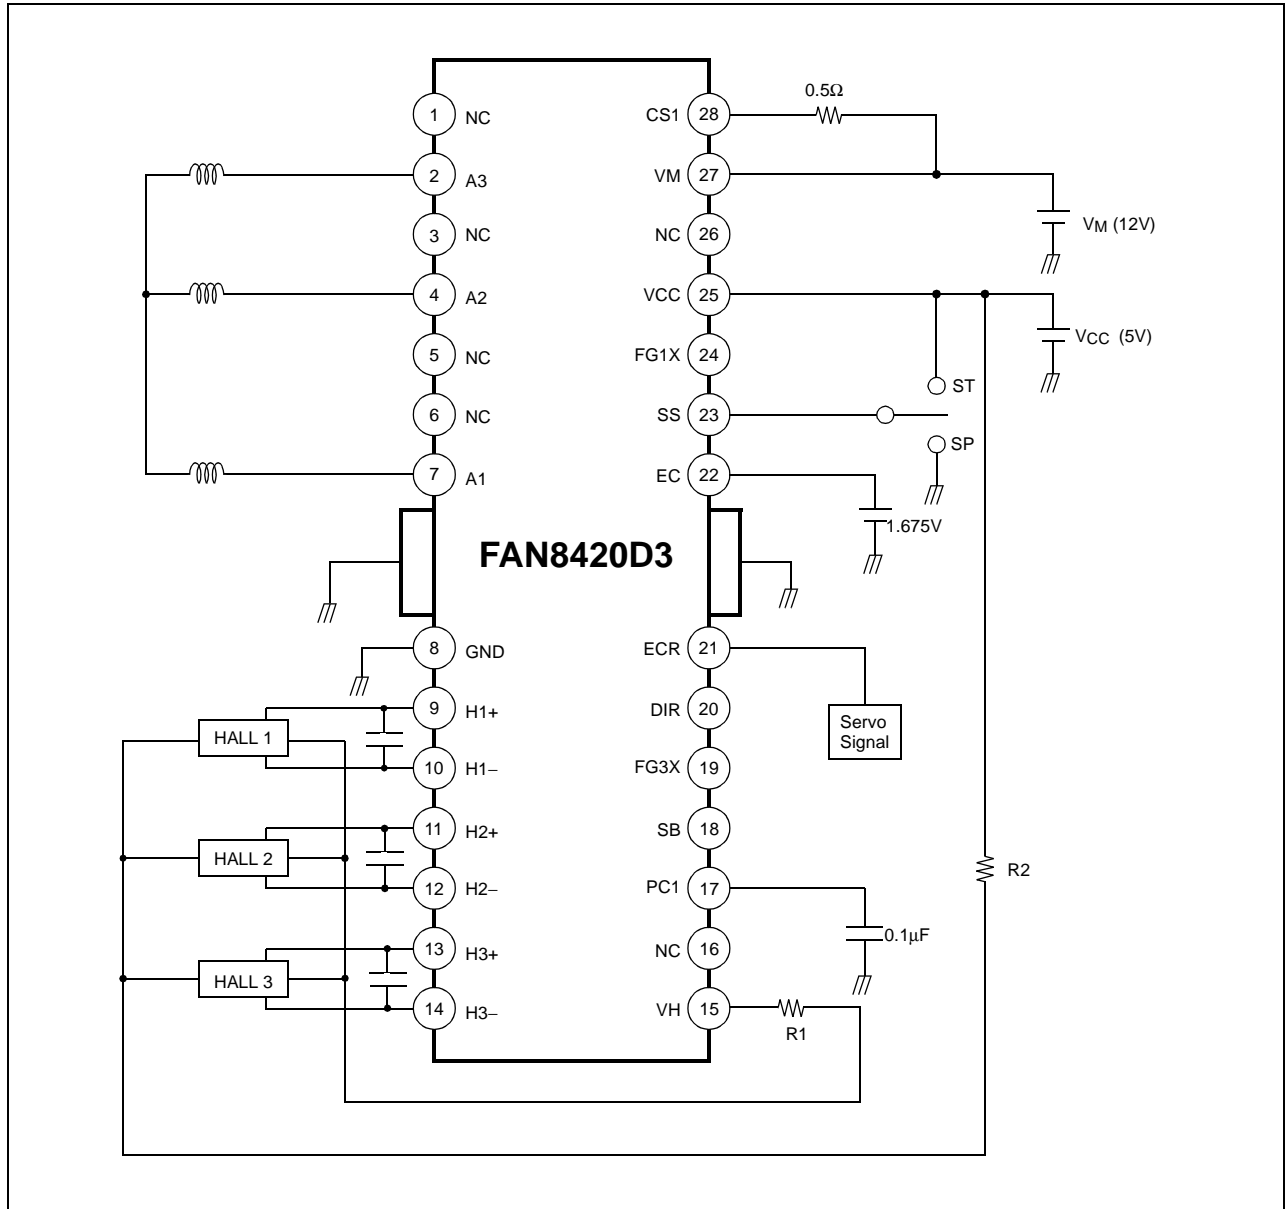 1 NC CS1 28 0.5Ω
2 A3 VM 27
VM (12V)
3 NC NC 26
4 A2 VCC 25
VCC (5V)
5 NC FG1X 24
ST
6 NC SS 23
SP
7 A1 EC 22
1.675V
FAN8420D3
8 GND ECR 21
9 H1+ DIR 20
Servo
Signal
HALL 1
10 H1− FG3X 19
11 H2+ SB 18
HALL 2
R2
12 H2− PC1 17
0.1µF
13 H3+ NC 16
HALL 3
14 H3− VH 15
R1